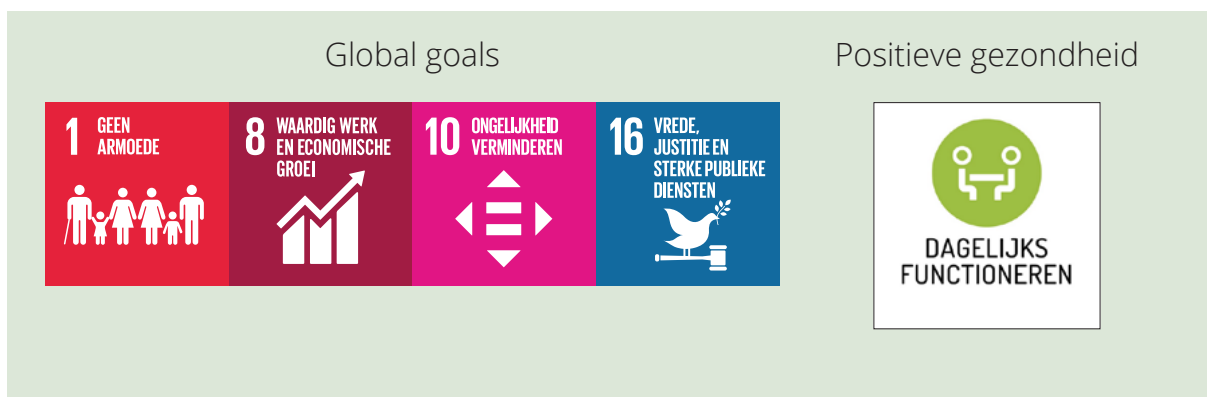 Global goals
Positieve gezondheid
1 GEEN
ARMOEDE
8 WAARDIG WERK
EN ECONOMISCHE
GROEI
10 ONGELIJKHEID
VERMINDEREN
16 VREDE,
JUSTITIE EN
STERKE PUBLIEKE
DIENSTEN
DAGELIJKS
FUNCTIONEREN